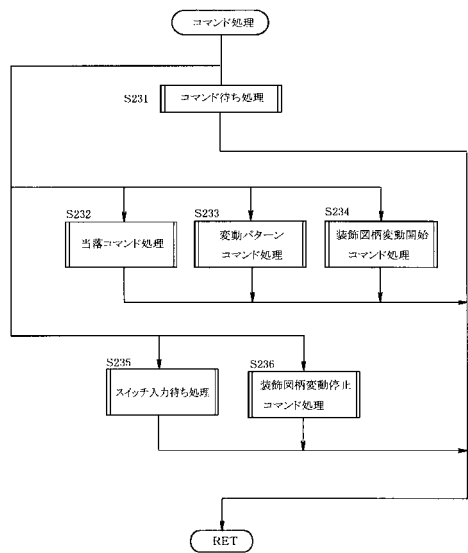 コマンド処理
S231
コマンド待ち処理
S232
当落コマンド処理
S233
変動パターン
コマンド処理
S234
装飾図柄変動開始
コマンド処理
S235
スイッチ入力待ち処理
S236
装飾図柄変動停止
コマンド処理
RET